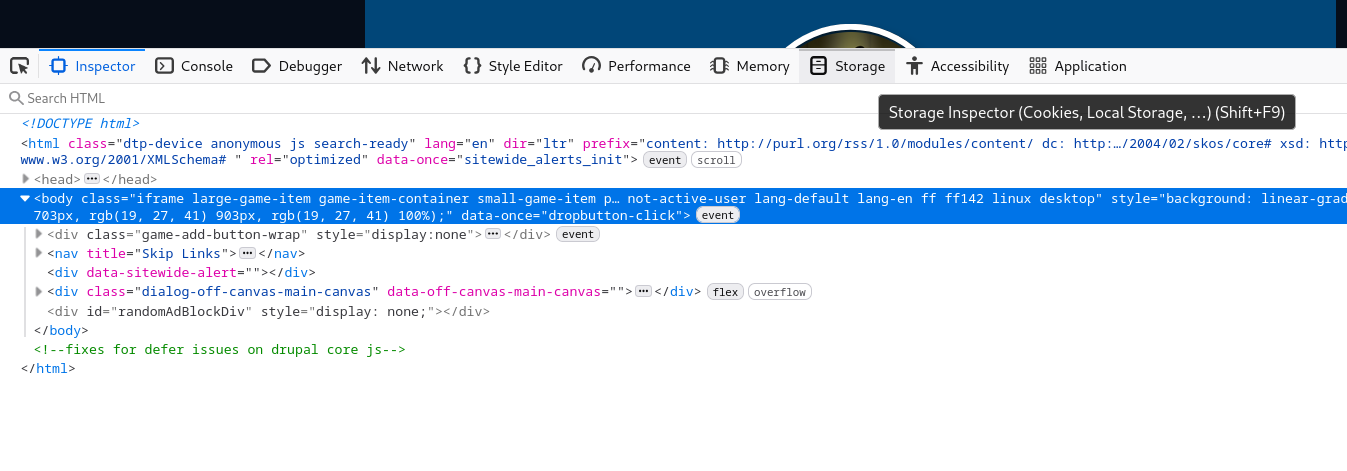 Inspector Console Debugger Network Style Editor Performance Memory Storage Accessibility Application
Search HTML
Storage Inspector (Cookies, Local Storage, …) (Shift+F9)
<!DOCTYPE html>
<html class="dtp-device anonymous js search-ready" lang="en" dir="ltr" prefix="content: http://purl.org/rss/1.0/modules/content/ dc: http:…/2004/02/skos/core# xsd: http
www.w3.org/2001/XMLSchema# " rel="optimized" data-once="sitewide_alerts_init"> event scroll
<head> ••• </head>
<body class="iframe large-game-item game-item-container small-game-item p… not-active-user lang-default lang-en ff ff142 linux desktop" style="background: linear-grad
703px, rgb(19, 27, 41) 903px, rgb(19, 27, 41) 100%);" data-once="dropbutton-click"> event
<div class="game-add-button-wrap" style="display:none"> ••• </div> event
<nav title="Skip Links"> ••• </nav>
<div data-sitewide-alert=""></div>
<div class="dialog-off-canvas-main-canvas" data-off-canvas-main-canvas=""> ••• </div> flex overflow
<div id="randomAdBlockDiv" style="display: none;"></div>
</body>
<!--fixes for defer issues on drupal core js-->
</html>